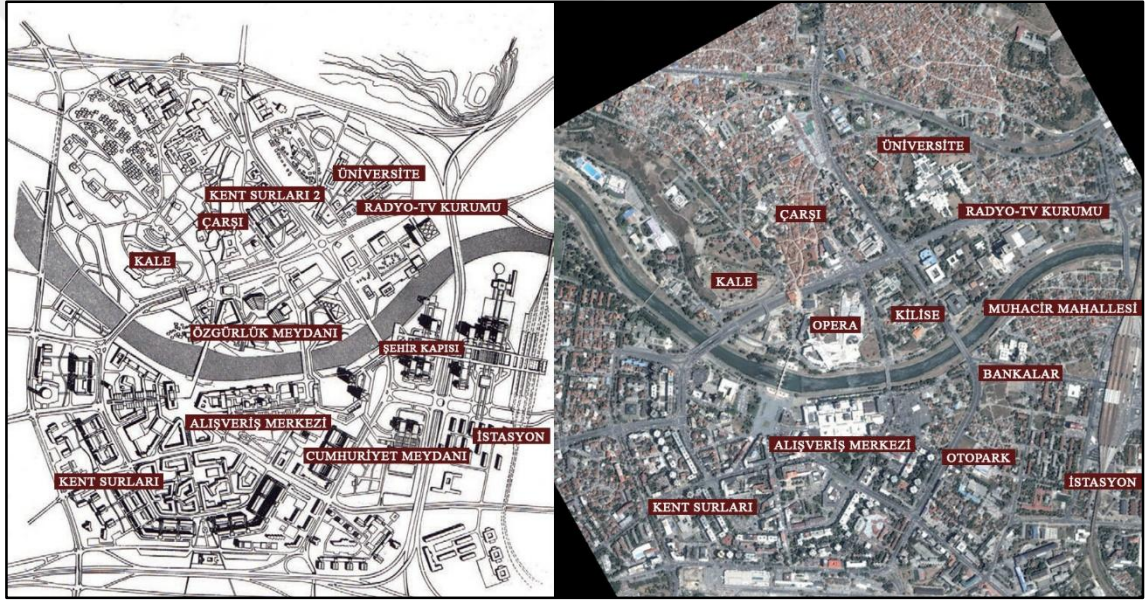 ÜNİVERSİTE
KENT SURLARI 2
RADYO-TV KURUMU
ÇARŞI
KALE
ÖZGÜRLÜK MEYDANI
ŞEHİR KAPISI
ALIŞVERİŞ MERKEZİ
İSTASYON
CUMHURİYET MEYDANI
KENT SURLARI
ÜNİVERSİTE
ÇARŞI
RADYO-TV KURUMU
KALE
KİLİSE
MUHACİR MAHALLESİ
OPERA
BANKALAR
ALIŞVERİŞ MERKEZİ
OTOPARK
İSTASYON
KENT SURLARI